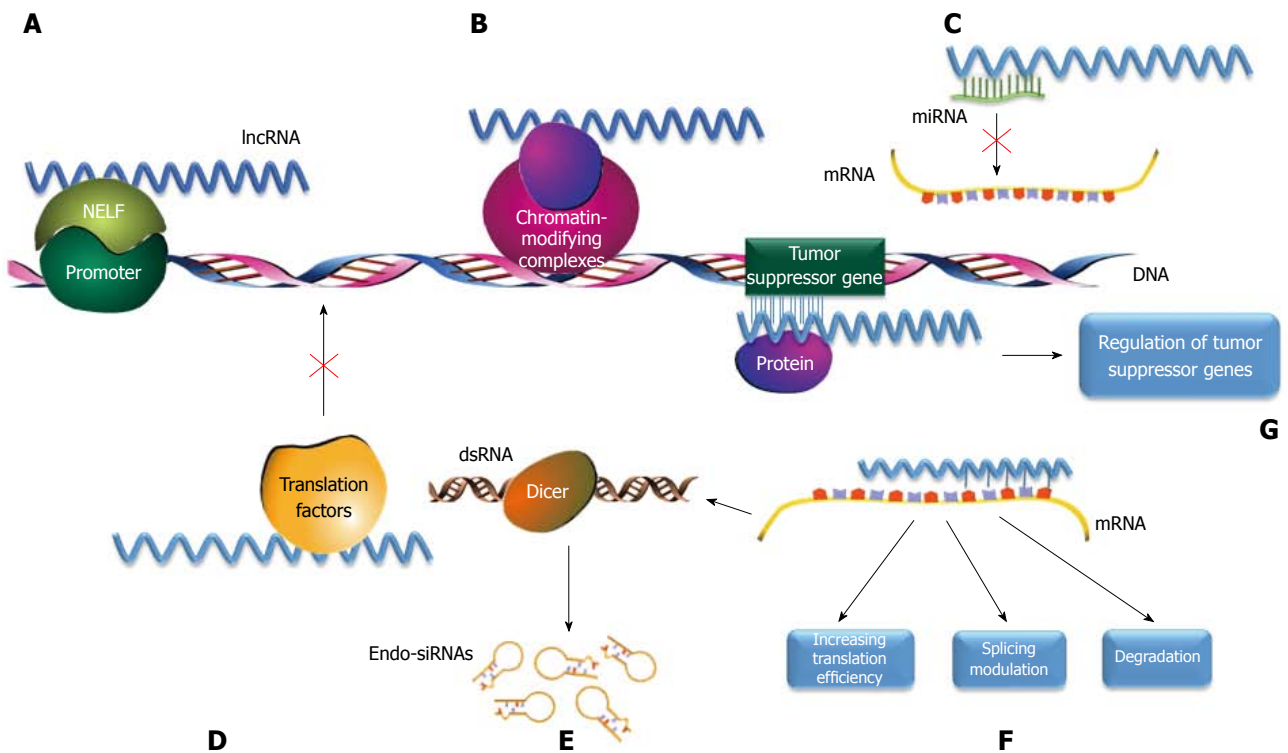 A
B
C
lncRNA
miRNA
mRNA
NELF
Promoter
Chromatin-
modifying
complexes
Tumor
suppressor gene
DNA
Protein
Regulation of tumor
suppressor genes
G
Translation
factors
dsRNA
Dicer
mRNA
Endo-siRNAs
Increasing
translation
efficiency
Splicing
modulation
Degradation
D
E
F